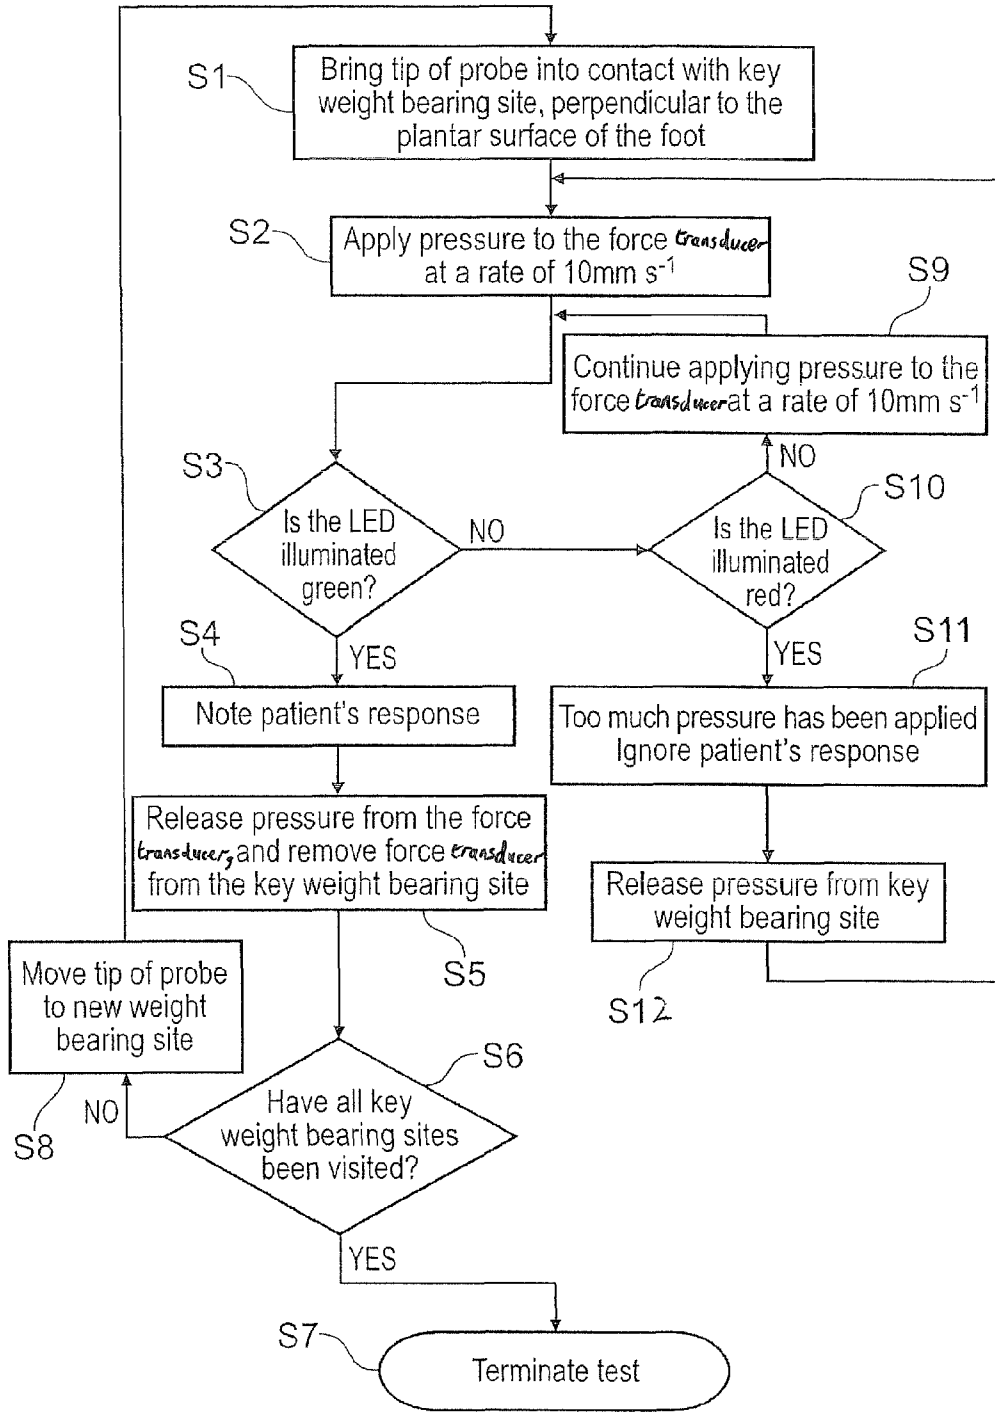 S1
Bring tip of probe into contact with key
weight bearing site, perpendicular to the
plantar surface of the foot
S2
Apply pressure to the force transducer
at a rate of 10mm s-1
S9
Continue applying pressure to the
force transducer at a rate of 10mm s-1
NO
S3
Is the LED
illuminated
green?
NO
S10
Is the LED
illuminated
red?
S4
YES
Note patient's response
S11
YES
Too much pressure has been applied
Ignore patient's response
Release pressure from the force
transducer, and remove force transducer
from the key weight bearing site
S5
Release pressure from key
weight bearing site
S12
Move tip of probe
to new weight
bearing site
S8
NO
S6
Have all key
weight bearing sites
been visited?
YES
S7
Terminate test